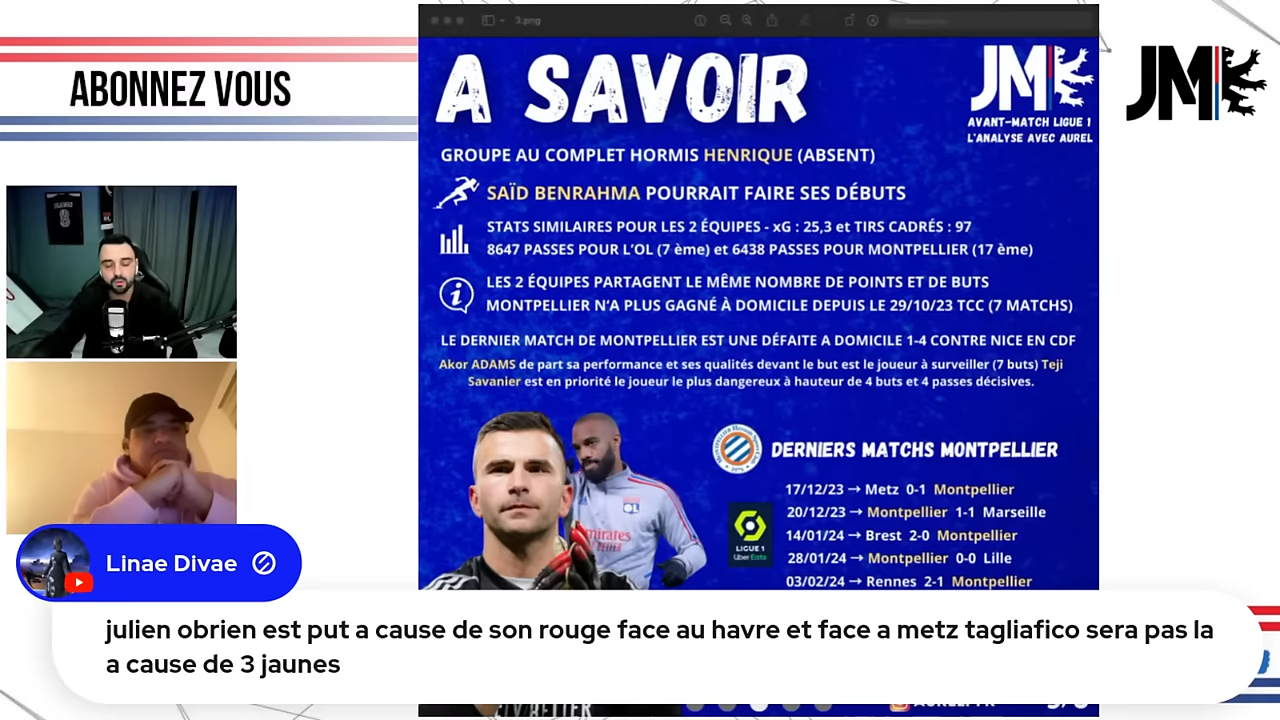 3.png
ABONNEZ VOUS
A SAVOIR
JM
AVANT-MATCH LIGUE 1
L'ANALYSE AVEC AUREL
JM
GROUPE AU COMPLET HORMIS HENRIQUE (ABSENT)
SAÏD BENRAHMA POURRAIT FAIRE SES DÉBUTS
STATS SIMILAIRES POUR LES 2 ÉQUIPES - xG : 25,3 et TIRS CADRÉS : 97
8647 PASSES POUR L'OL (7 ème) et 6438 PASSES POUR MONTPELLIER (17 ème)
LES 2 ÉQUIPES PARTAGENT LE MÊME NOMBRE DE POINTS ET DE BUTS
MONTPELLIER N'A PLUS GAGNÉ À DOMICILE DEPUIS LE 29/10/23 TCC (7 MATCHS)
LE DERNIER MATCH DE MONTPELLIER EST UNE DÉFAITE A DOMICILE 1-4 CONTRE NICE EN CDF
Akor ADAMS de part sa performance et ses qualités devant le but est le joueur à surveiller (7 buts) Teji
Savanier est en priorité le joueur le plus dangereux à hauteur de 4 buts et 4 passes décisives.
DERNIERS MATCHS MONTPELLIER
17/12/23 → Metz 0-1 Montpellier
20/12/23 → Montpellier 1-1 Marseille
14/01/24 → Brest 2-0 Montpellier
28/01/24 → Montpellier 0-0 Lille
03/02/24 → Rennes 2-1 Montpellier
LIGUE 1
Uber Eats
OL
Emirates
Linae Divae
julien obrien est put a cause de son rouge face au havre et face a metz tagliafico sera pas la
a cause de 3 jaunes